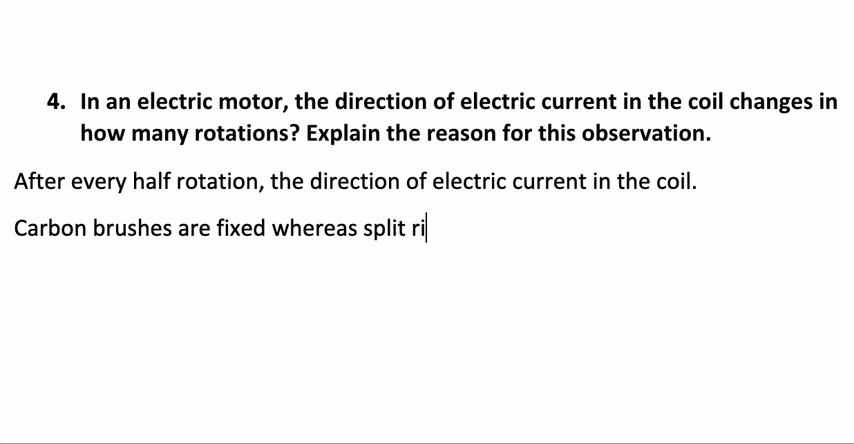 4. In an electric motor, the direction of electric current in the coil changes in
how many rotations? Explain the reason for this observation.
After every half rotation, the direction of electric current in the coil.
Carbon brushes are fixed whereas split ri